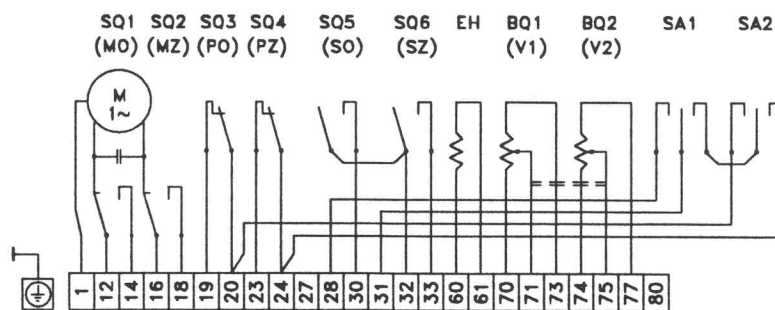 SQ1 SQ2 SQ3 SQ4 SQ5 SQ6 EH BQ1 BQ2 SA1 SA2
(MO) (MZ) (PO) (PZ) (SO) (SZ) (V1) (V2)
M
1~
1 12 14 16 18 19 20 23 24 27 28 30 31 32 33 60 61 70 71 73 74 75 77 80